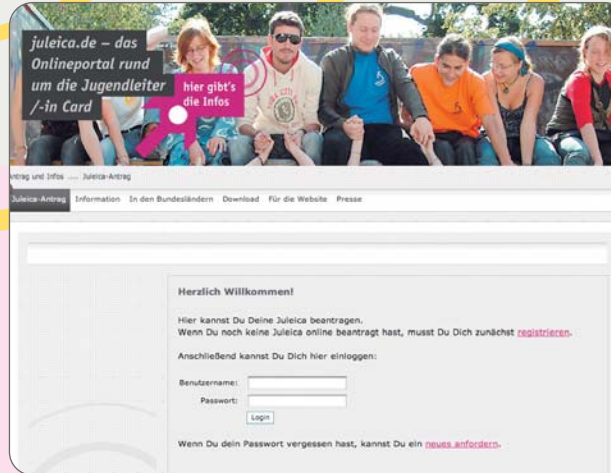 juleica.de – das
Onlineportal rund
um die Jugendleiter
/-in Card
hier gibt's
die Infos
ntrag und Infos .... Juleica-Antrag
Juleica-Antrag Information In den Bundesländern Download Für die Website Presse
Herzlich Willkommen!
Hier kannst Du Deine Juleica beantragen.
Wenn Du noch keine Juleica online beantragt hast, musst Du Dich zunächst registrieren.
Anschließend kannst Du Dich hier einloggen:
Benutzername:
Passwort:
Login
Wenn Du dein Passwort vergessen hast, kannst Du ein neues anfordern.